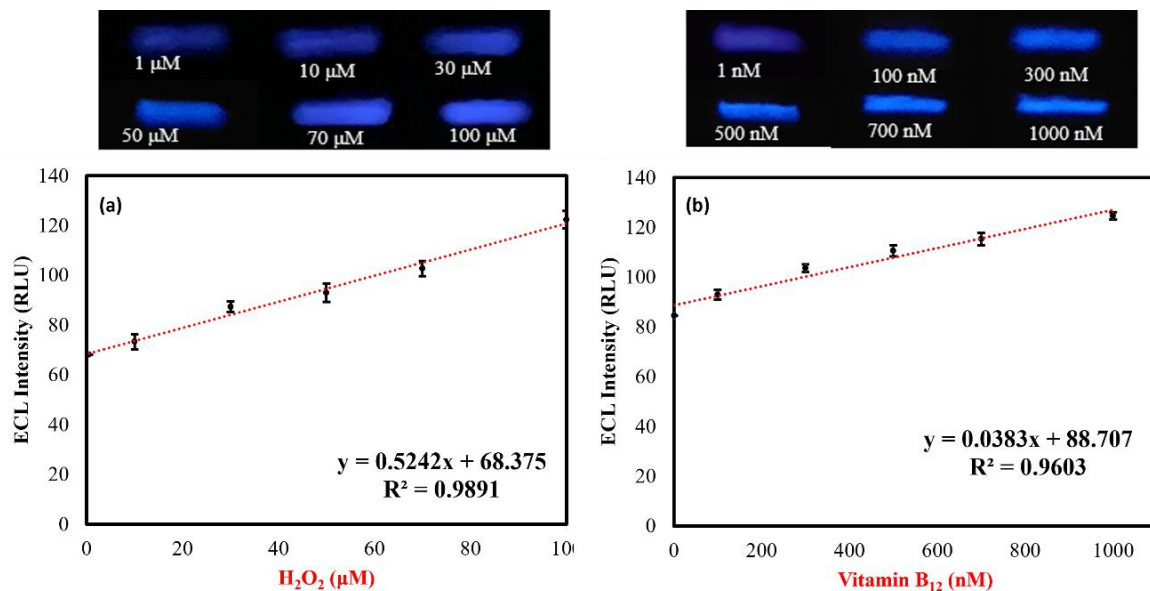 1 μM 10 μM 30 μM
50 μM 70 μM 100 μM
1 nM 100 nM 300 nM
500 nM 700 nM 1000 nM
(a)
ECL Intensity (RLU)
140
120
100
80
60
40
20
0
y = 0.5242x + 68.375
R² = 0.9891
0 20 40 60 80 10
H₂O₂ (μM)
(b)
ECL Intensity (RLU)
140
120
100
80
60
40
20
0
y = 0.0383x + 88.707
R² = 0.9603
0 200 400 600 800 1000
Vitamin B₁₂ (nM)